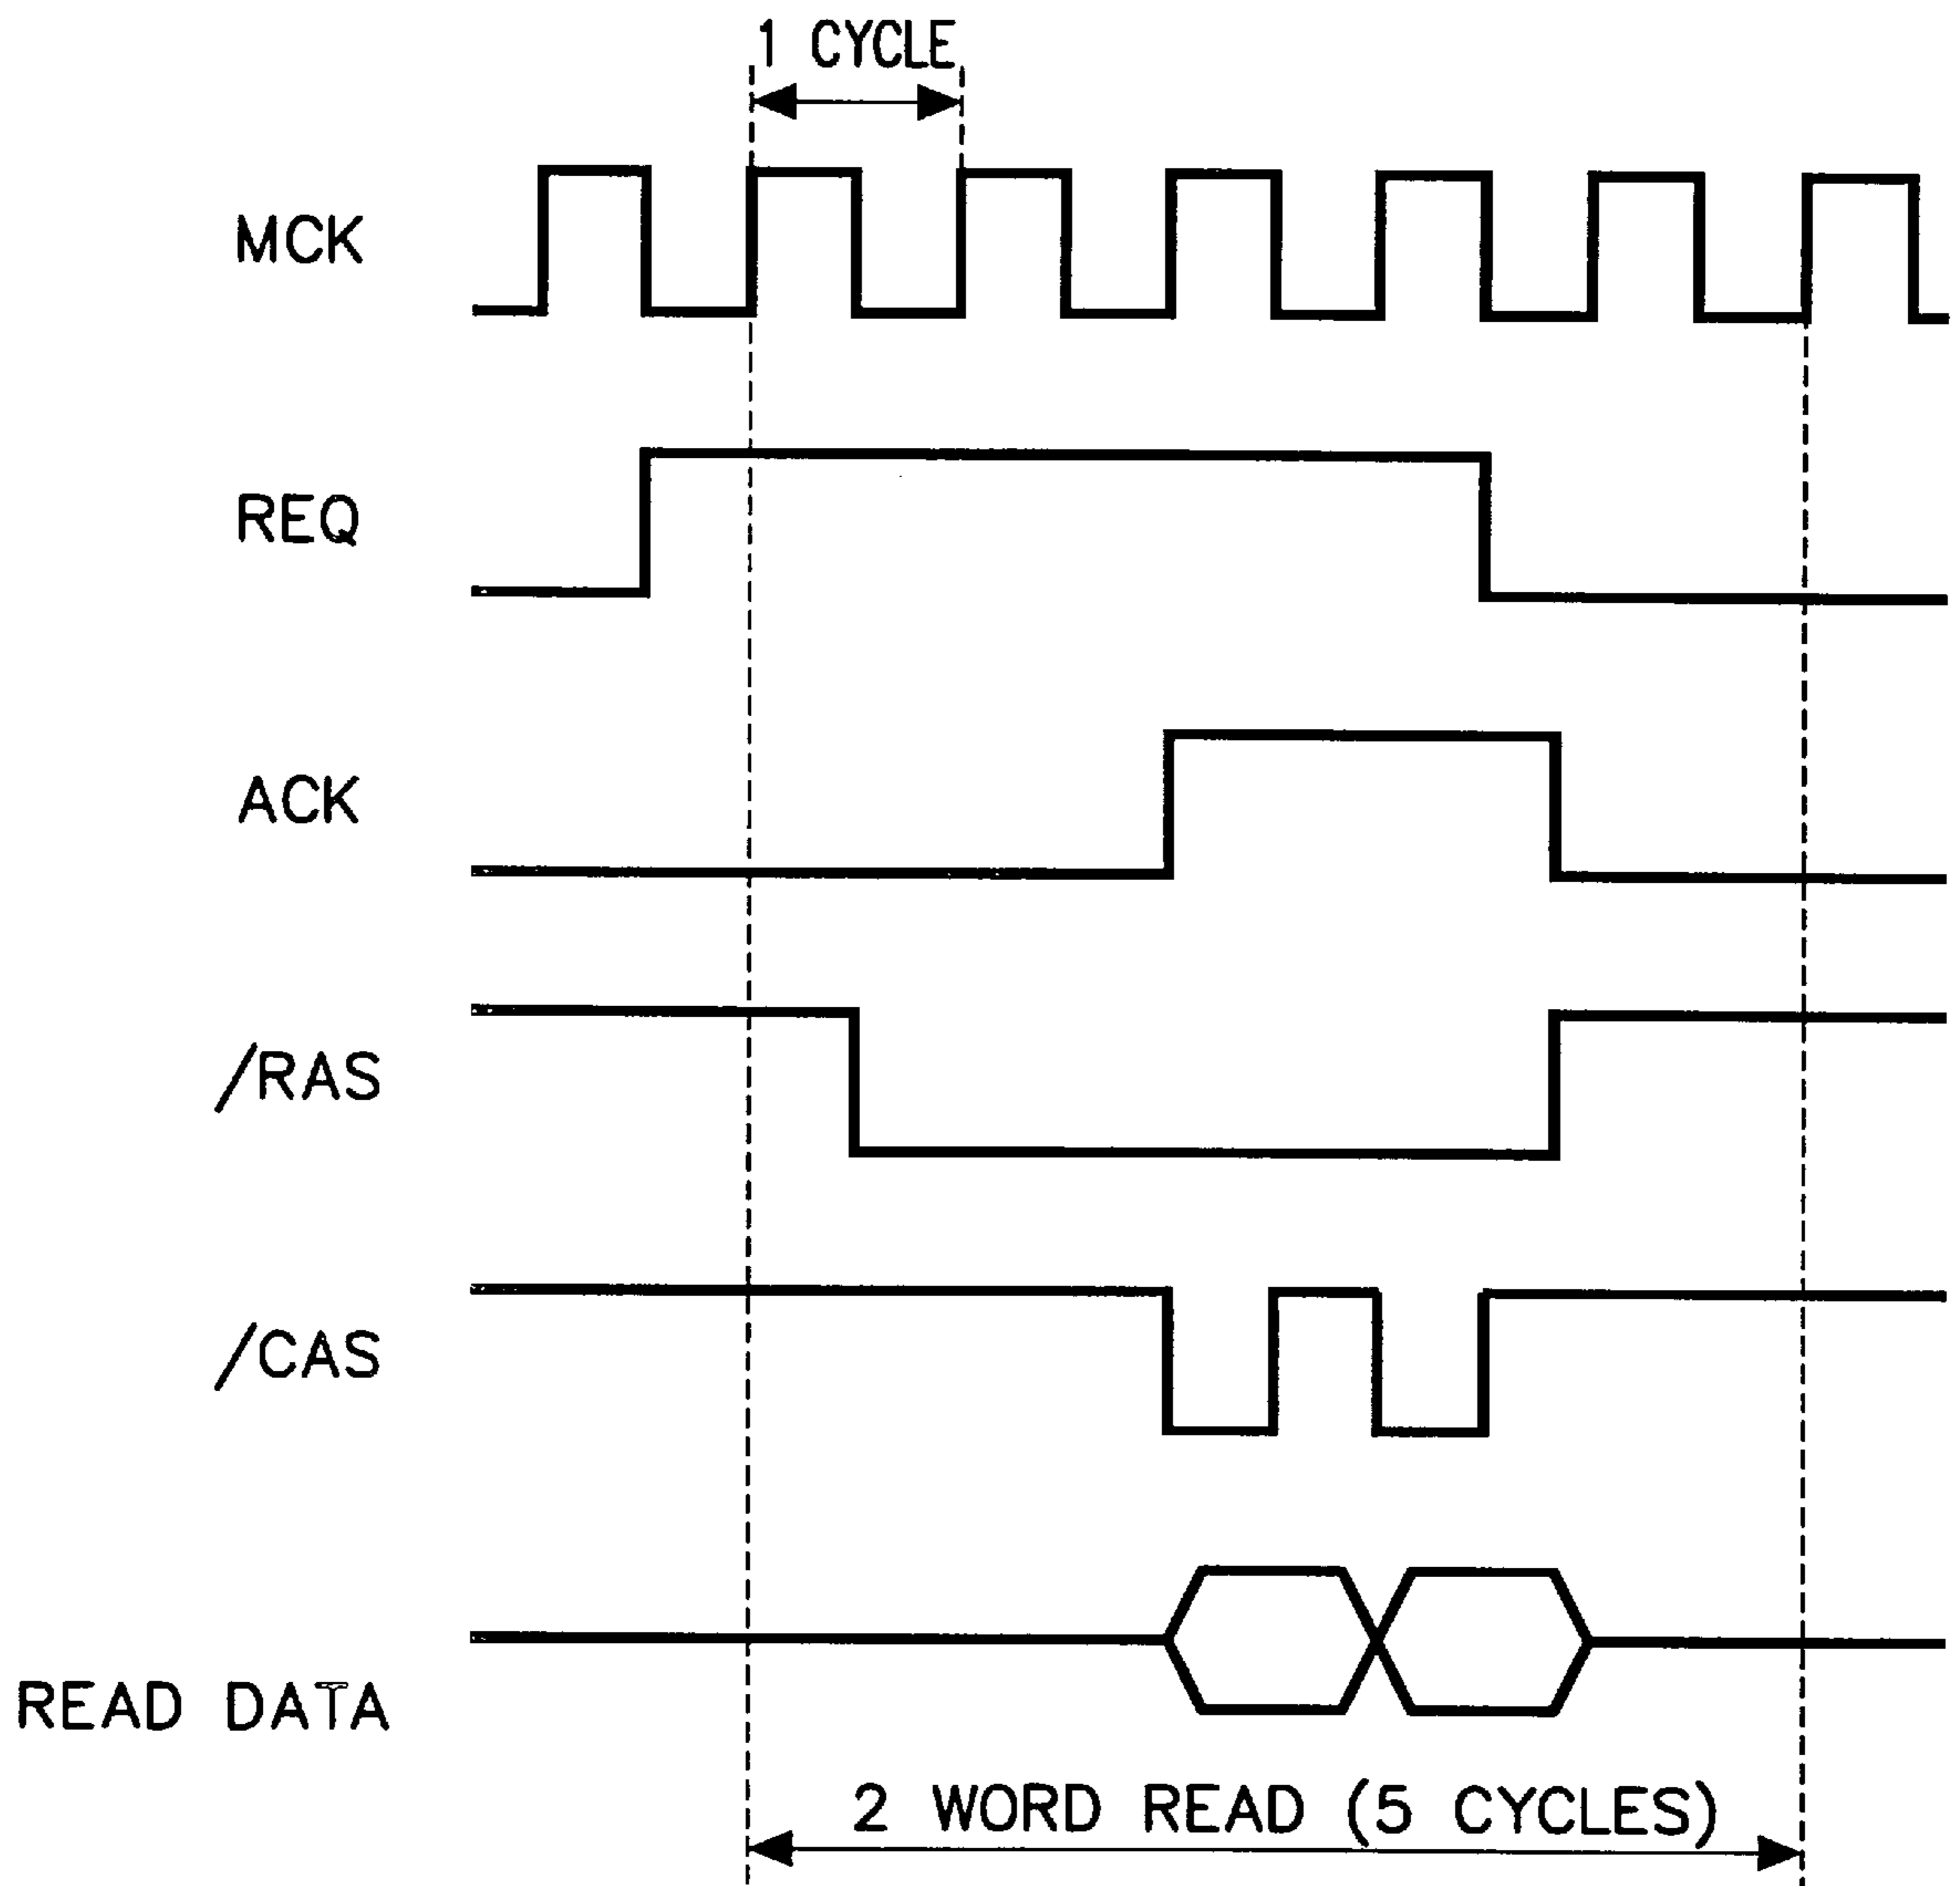 1 CYCLE
MCK
REQ
ACK
/RAS
/CAS
READ DATA
2 WORD READ (5 CYCLES)